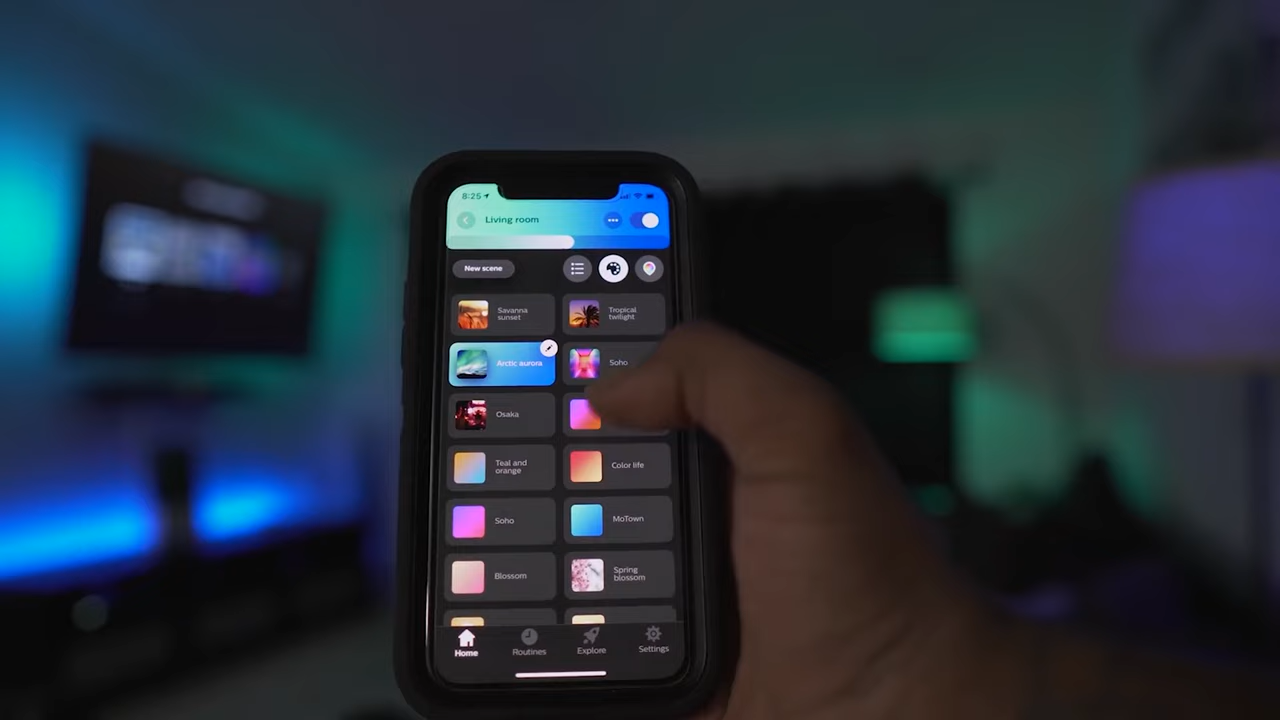 8:25
Living room
New scene
Savanna
sunset
Tropical
twilight
Arctic aurora
Soho
Osaka
Teal and
orange
Color life
Soho
MoTown
Blossom
Spring
blossom
Home
Routines
Explore
Settings